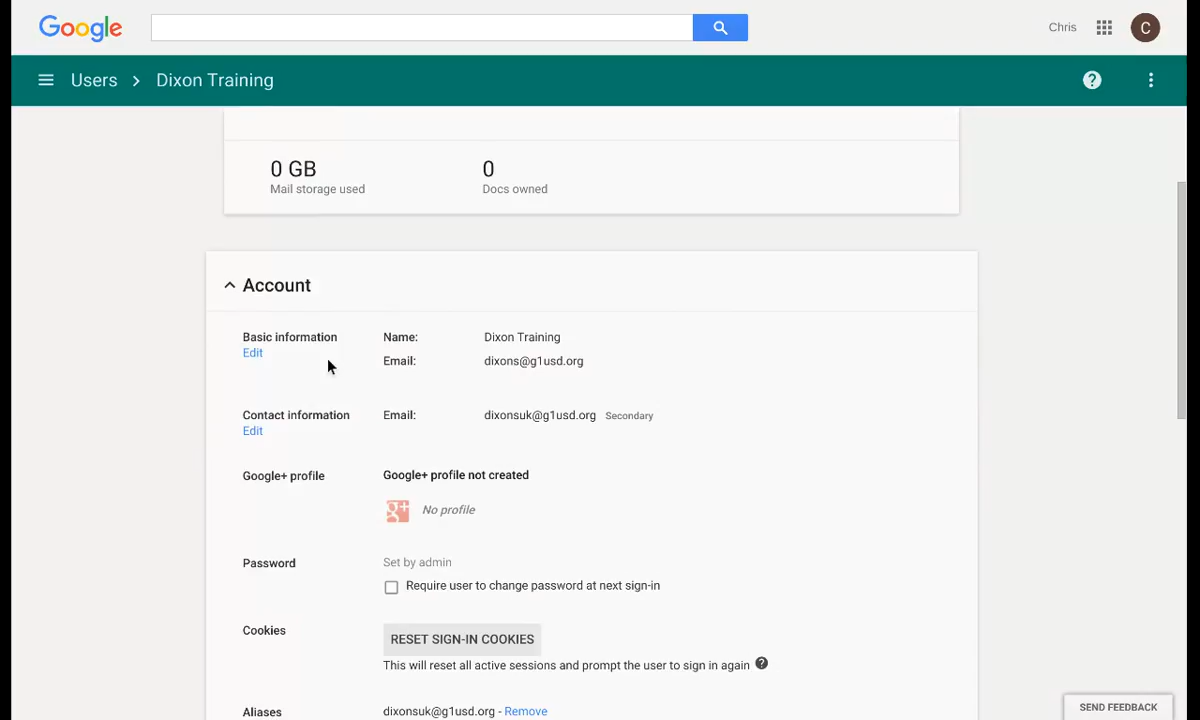 Google
Chris
C
Users > Dixon Training
0 GB
Mail storage used
0
Docs owned
Account
Basic information
Edit
Name: Dixon Training
Email: dixons@g1usd.org
Contact information
Edit
Email: dixonsuk@g1usd.org Secondary
Google+ profile
Google+ profile not created
g+
No profile
Password
Set by admin
Require user to change password at next sign-in
Cookies
RESET SIGN-IN COOKIES
This will reset all active sessions and prompt the user to sign in again ?
Aliases
dixonsuk@g1usd.org - Remove
SEND FEEDBACK